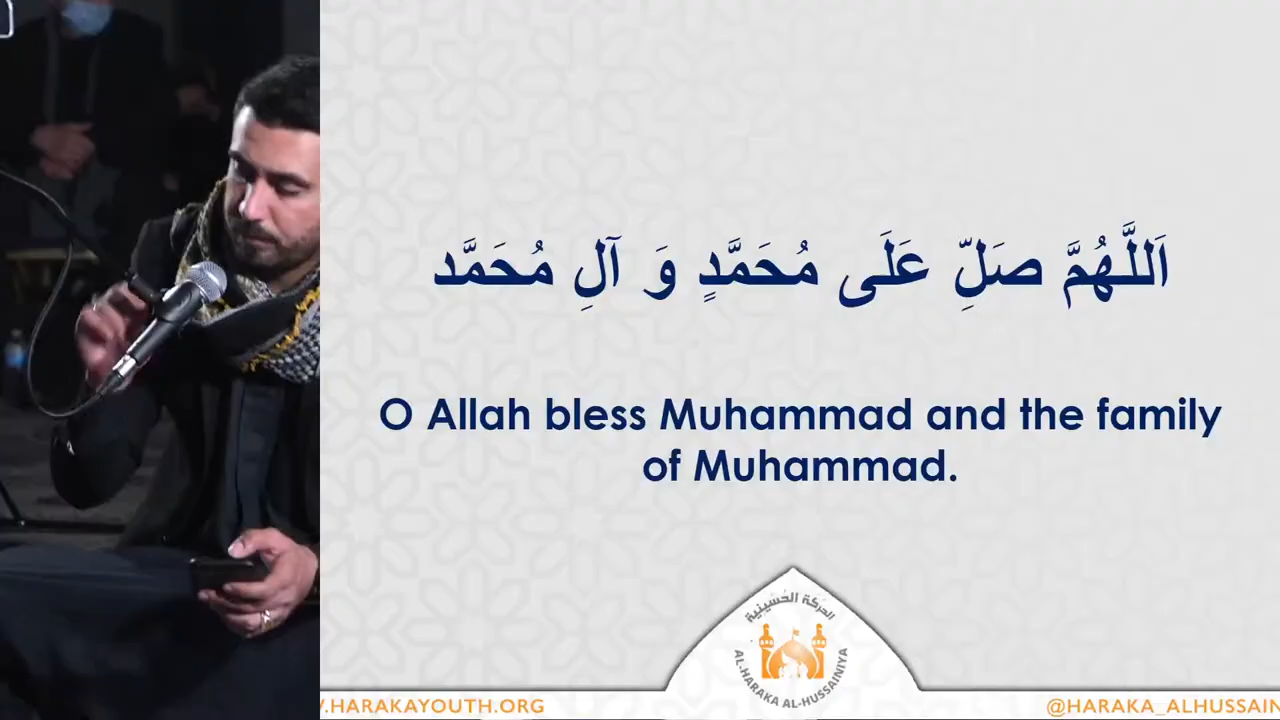 اَللَّهُمَّ صَلِّ عَلَى مُحَمَّدٍ وَ آلِ مُحَمَّد
O Allah bless Muhammad and the family
of Muhammad.
الحركة الحسينية
AL-HARAKA AL-HUSSAINIYA
.HARAKAYOUTH.ORG
@HARAKA_ALHUSSAIN